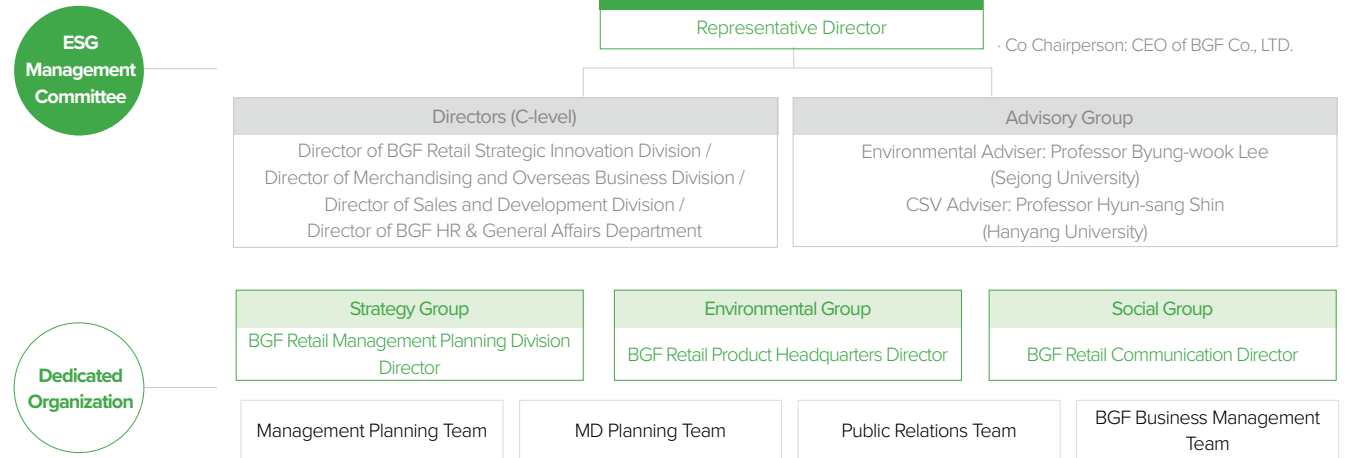 ESG
Management
Committee
Representative Director
· Co Chairperson: CEO of BGF Co., LTD.
Directors (C-level)
Director of BGF Retail Strategic Innovation Division /
Director of Merchandising and Overseas Business Division /
Director of Sales and Development Division /
Director of BGF HR & General Affairs Department
Advisory Group
Environmental Adviser: Professor Byung-wook Lee
(Sejong University)
CSV Adviser: Professor Hyun-sang Shin
(Hanyang University)
Dedicated
Organization
Strategy Group
BGF Retail Management Planning Division
Director
Environmental Group
BGF Retail Product Headquarters Director
Social Group
BGF Retail Communication Director
Management Planning Team
MD Planning Team
Public Relations Team
BGF Business Management
Team